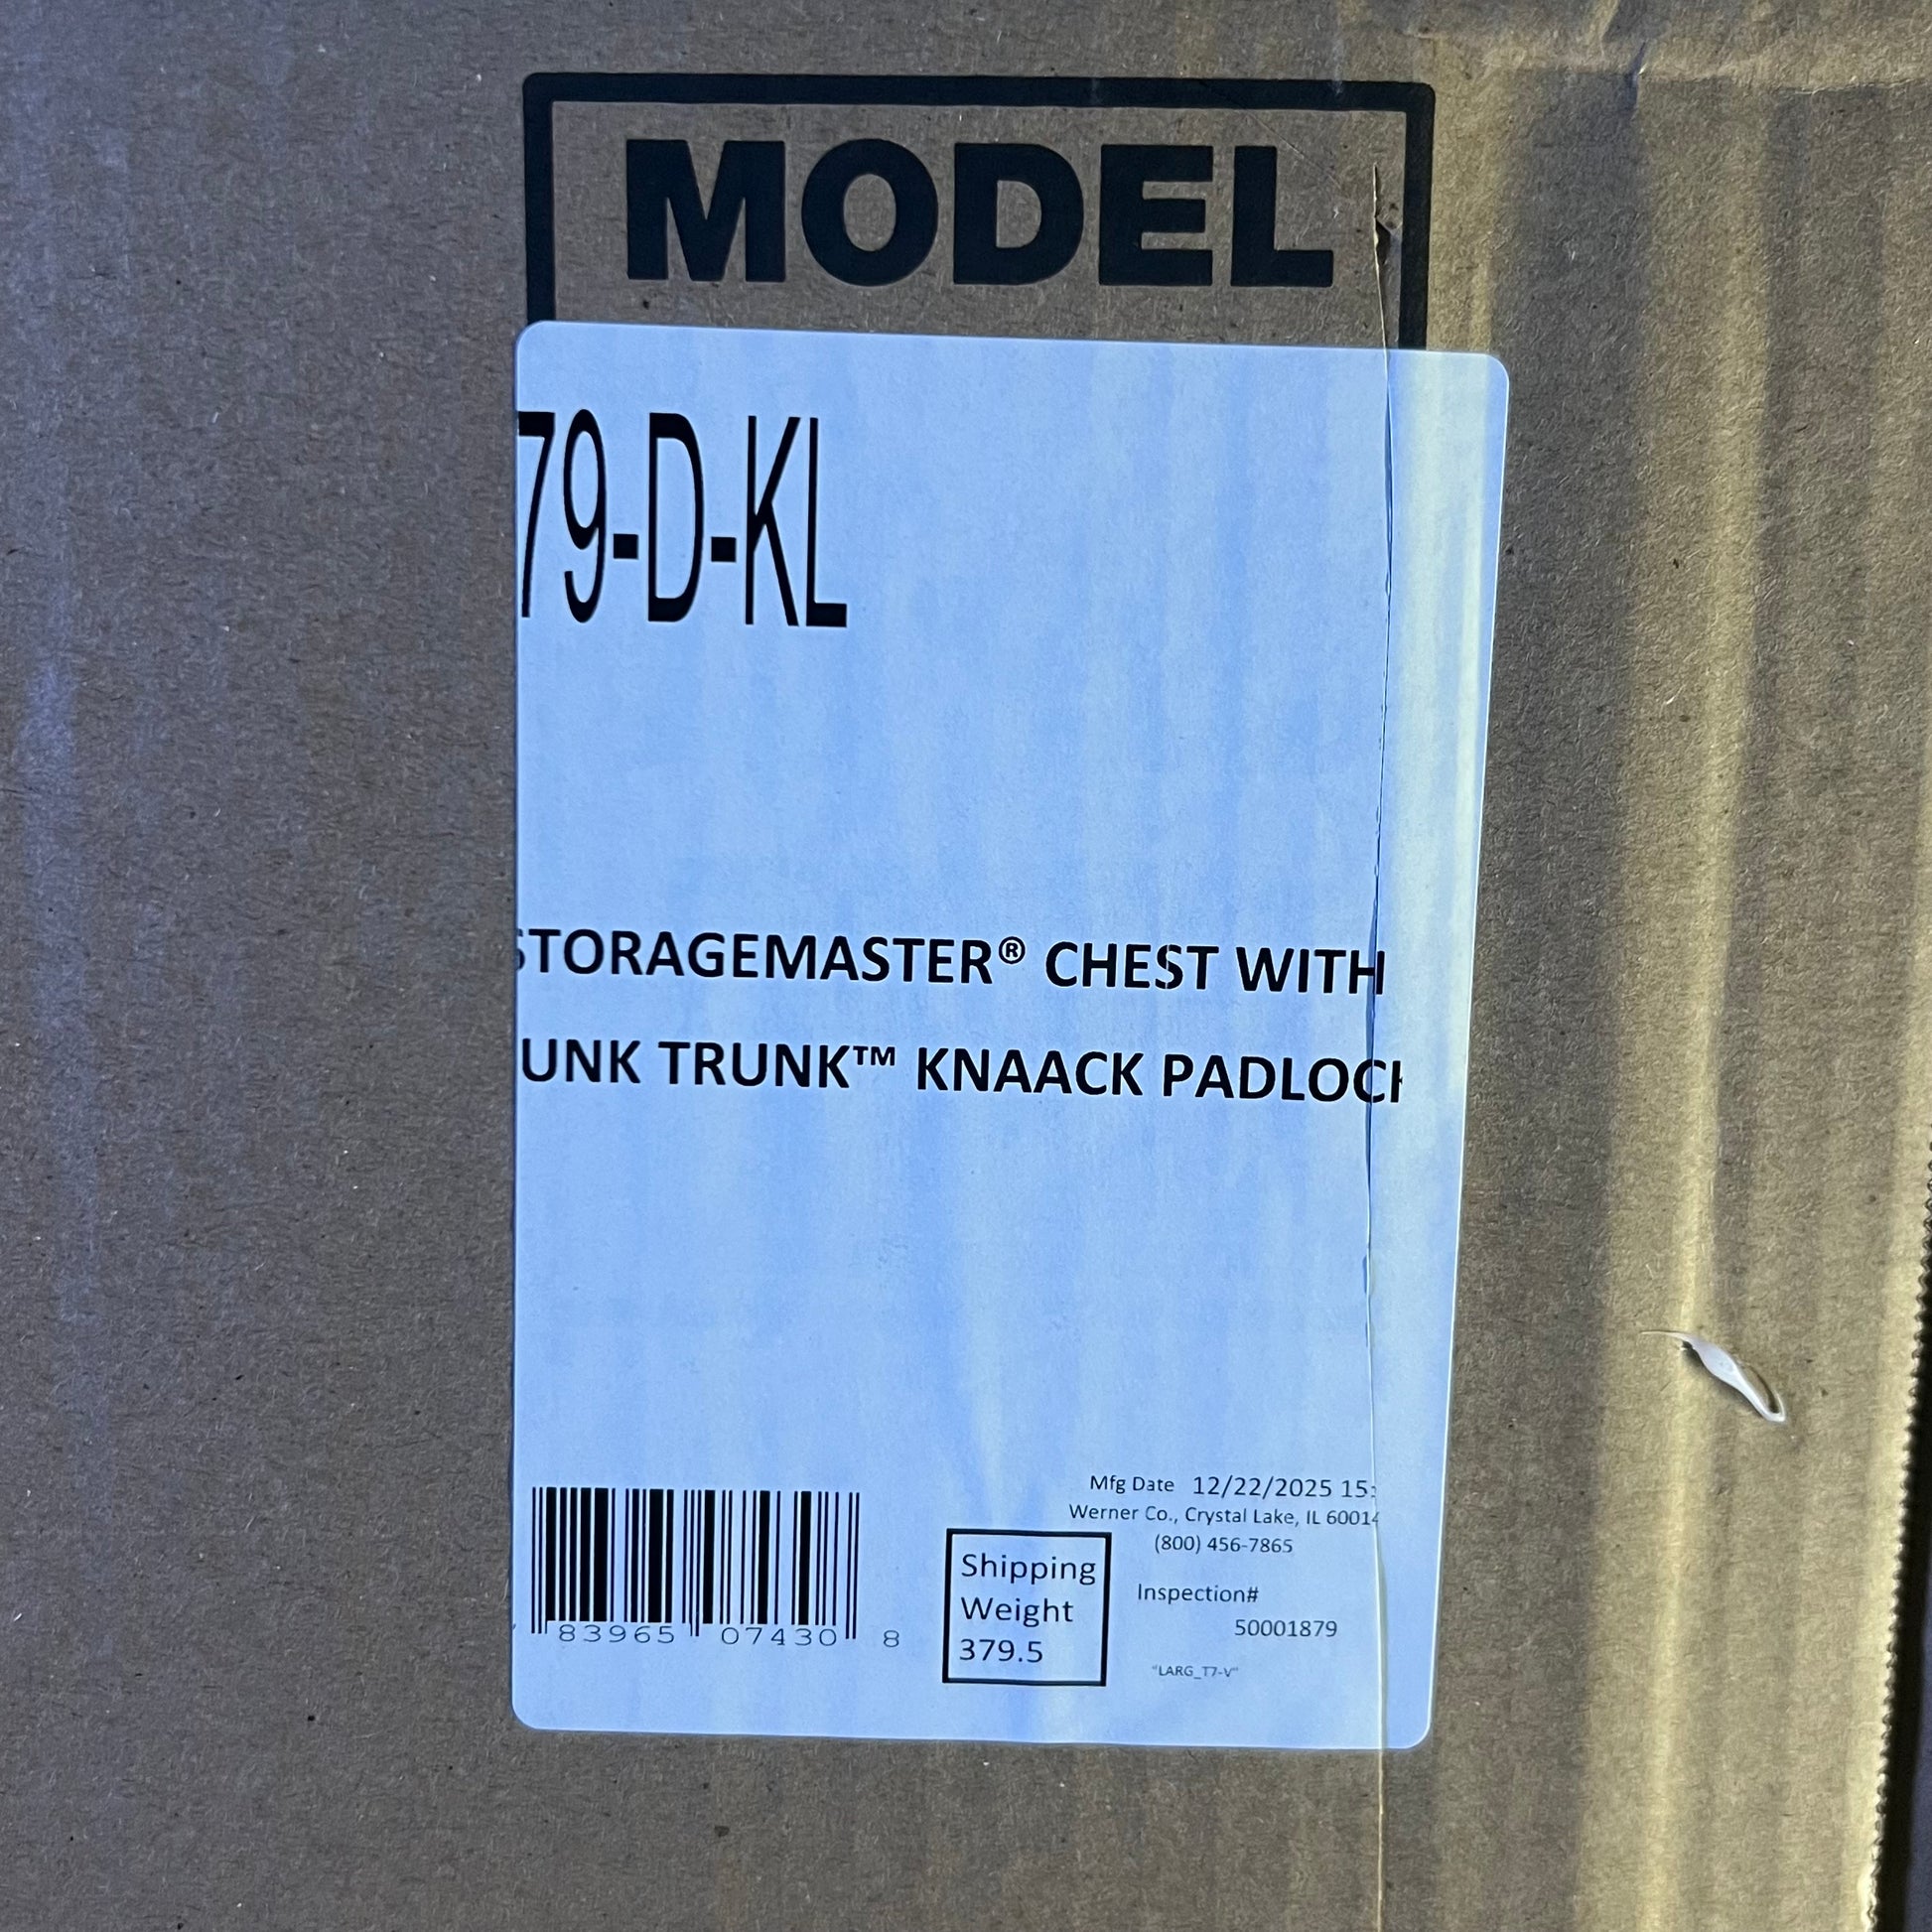 MODEL
79-D-KL
STORAGEMASTER® CHEST WITH
UNK TRUNK™ KNAACK PADLOCK
Mfg Date 12/22/2025 15:
Werner Co., Crystal Lake, IL 60014
(800) 456-7865
Shipping
Weight
379.5
Inspection#
50001879
"LARG_T7-V"
83965 07430 8